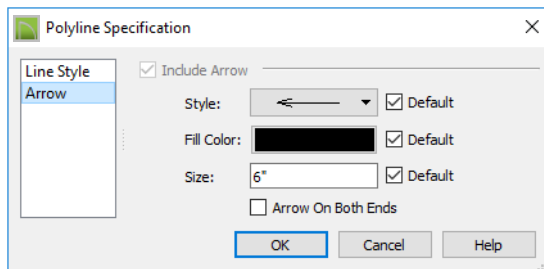 Polyline Specification
Line Style
Arrow
Include Arrow
Style: Default
Fill Color: Default
Size: 6" Default
Arrow On Both Ends
OK Cancel Help